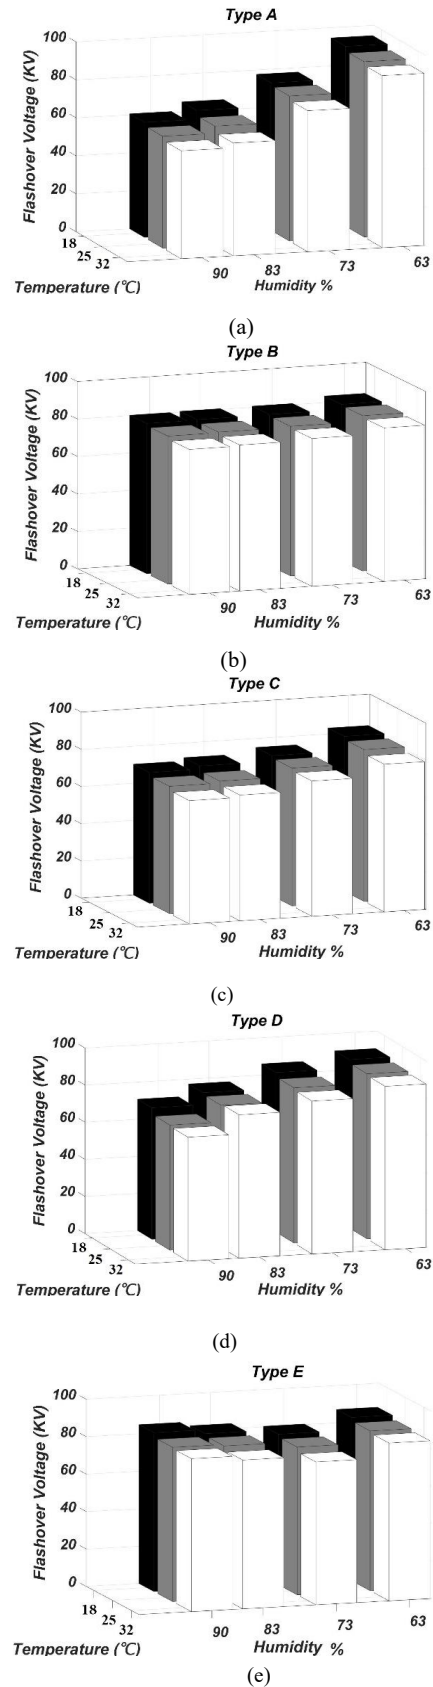 Type A
Flashover Voltage (KV)
100
80
60
40
20
0
18
25
32
Temperature (℃)
90
83
73
63
Humidity %
(a)
Type B
Flashover Voltage (KV)
100
80
60
40
20
0
18
25
32
Temperature (℃)
90
83
73
63
Humidity %
(b)
Type C
Flashover Voltage (KV)
100
80
60
40
20
0
18
25
32
Temperature (℃)
90
83
73
63
Humidity %
(c)
Type D
Flashover Voltage (KV)
100
80
60
40
20
0
18
25
32
Temperature (℃)
90
83
73
63
Humidity %
(d)
Type E
Flashover Voltage (KV)
100
80
60
40
20
0
18
25
32
Temperature (℃)
90
83
73
63
Humidity %
(e)